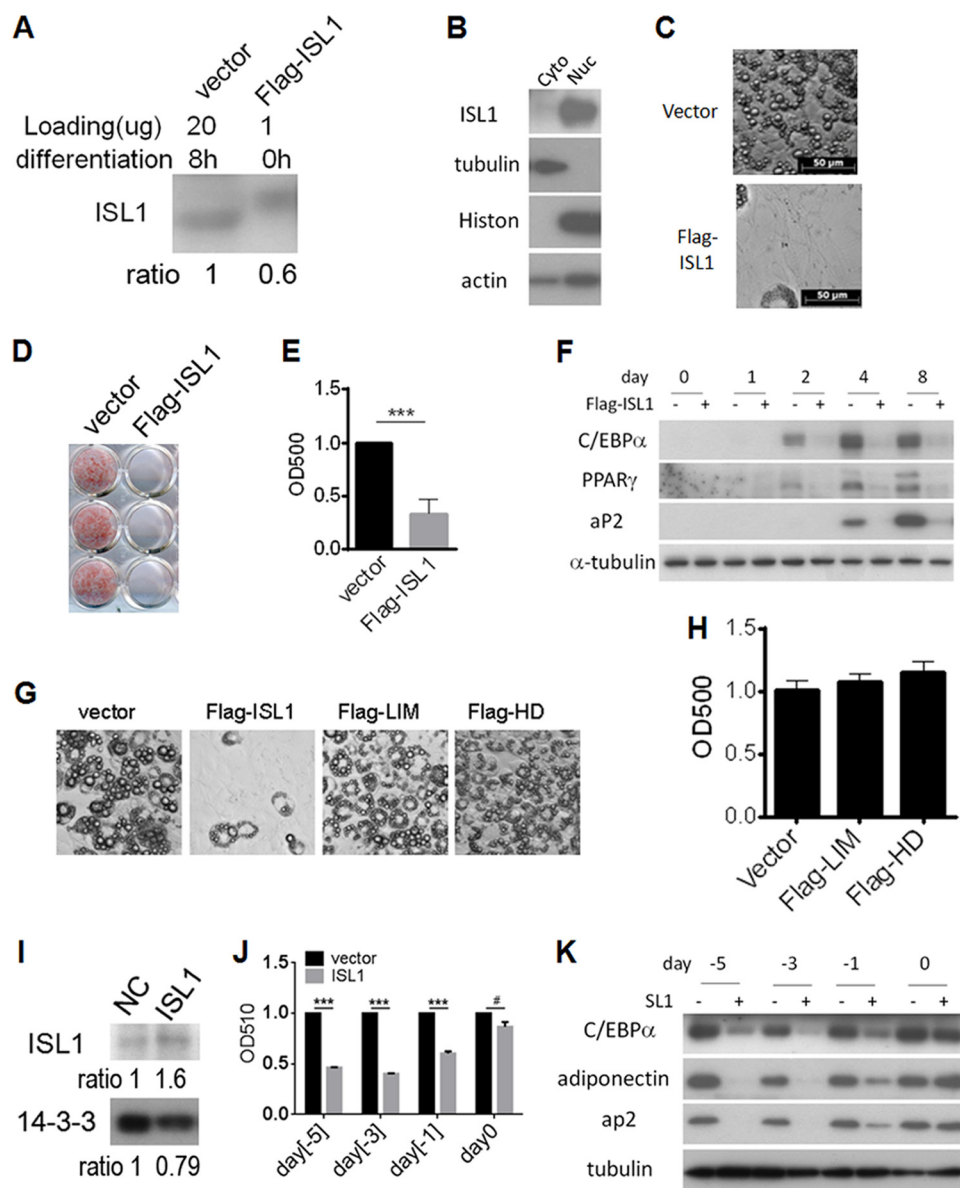 A
vector
Flag-ISL1
Loading(ug) 20 1
differentiation 8h 0h
ISL1
ratio 1 0.6
B
Cyto
Nuc
ISL1
tubulin
Histon
actin
C
Vector
50 μm
Flag-
ISL1
50 μm
D
vector
Flag-ISL1
E
OD500
1.5
1.0
0.5
0.0
***
vector
Flag-ISL1
F
day 0 1 2 4 8
Flag-ISL1 - + - + - + - + - +
C/EBPα
PPARγ
aP2
α-tubulin
G
vector
Flag-ISL1
Flag-LIM
Flag-HD
H
OD500
1.5
1.0
0.5
0.0
Vector
Flag-LIM
Flag-HD
I
NC
ISL1
ISL1
ratio 1 1.6
14-3-3
ratio 1 0.79
J
vector
ISL1
OD510
1.5
1.0
0.5
0.0
*** *** *** #
day[-5]
day[-3]
day[-1]
day0
K
day -5 -3 -1 0
SL1 - + - + - + - +
C/EBPα
adiponectin
ap2
tubulin